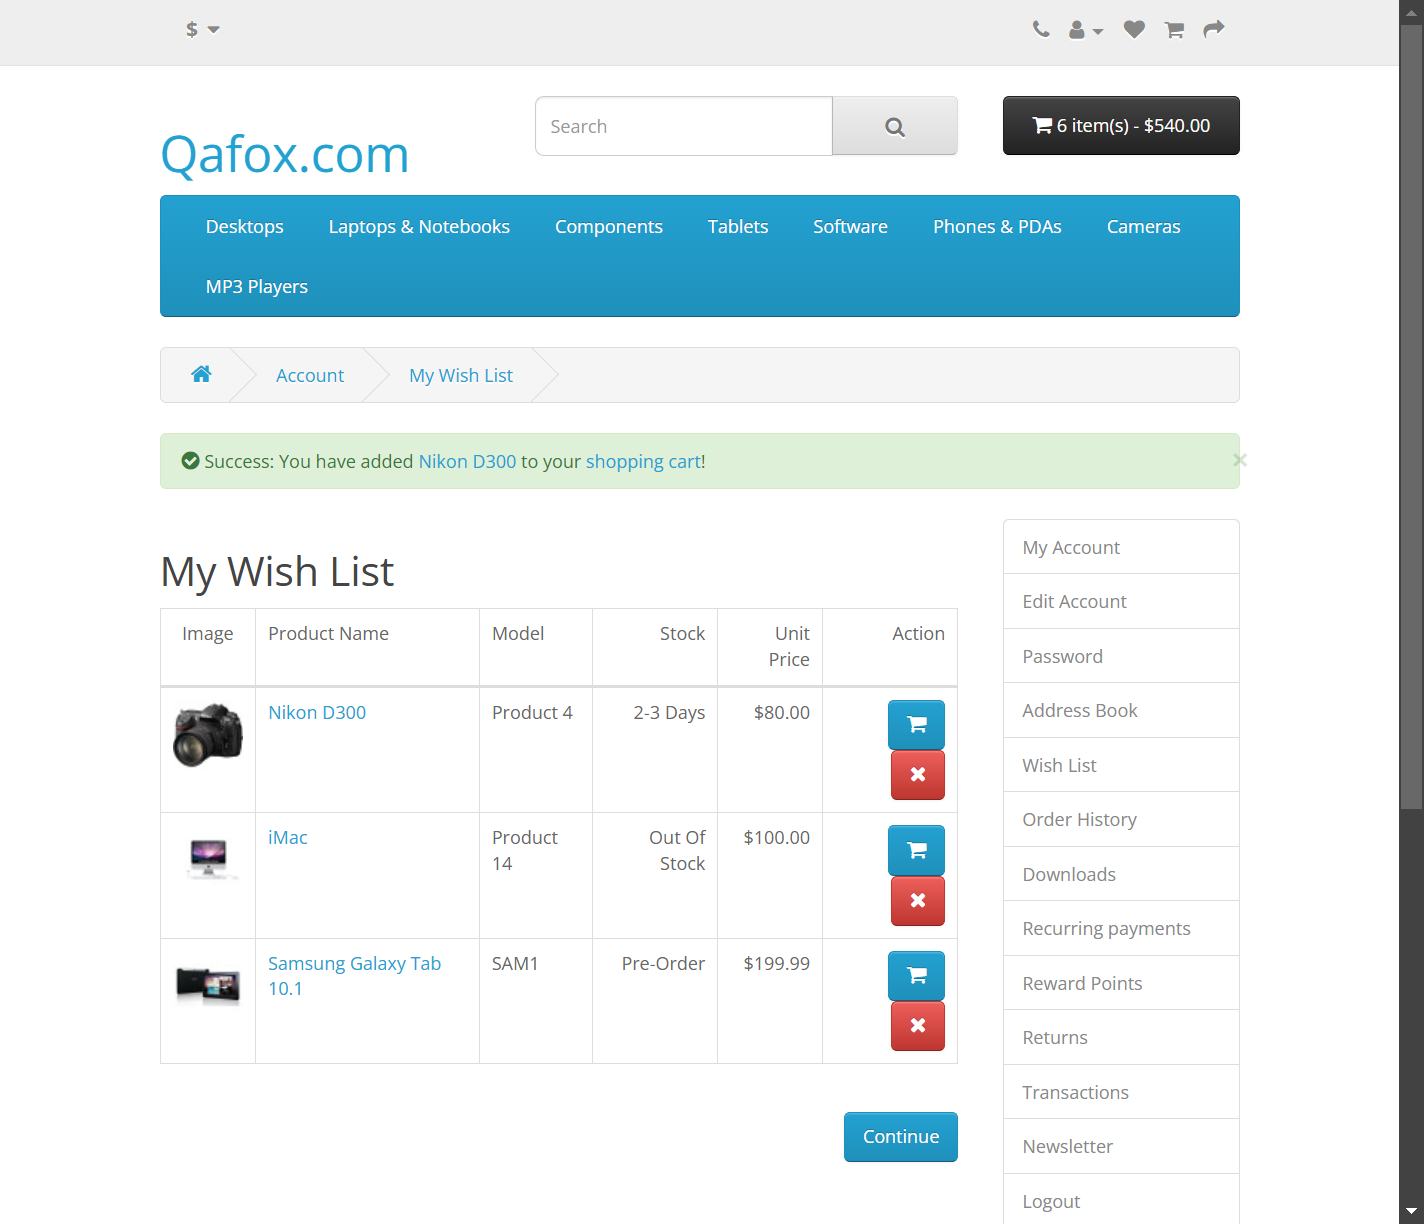 $
Search
6 item(s) - $540.00
Qafox.com
Desktops
Laptops & Notebooks
Components
Tablets
Software
Phones & PDAs
Cameras
MP3 Players
Account
My Wish List
Success: You have added Nikon D300 to your shopping cart!
×
My Wish List
Image
Product Name
Model
Stock
Unit
Price
Action
Nikon D300
Product 4
2-3 Days
$80.00
iMac
Product
14
Out Of
Stock
$100.00
Samsung Galaxy Tab
10.1
SAM1
Pre-Order
$199.99
Continue
My Account
Edit Account
Password
Address Book
Wish List
Order History
Downloads
Recurring payments
Reward Points
Returns
Transactions
Newsletter
Logout